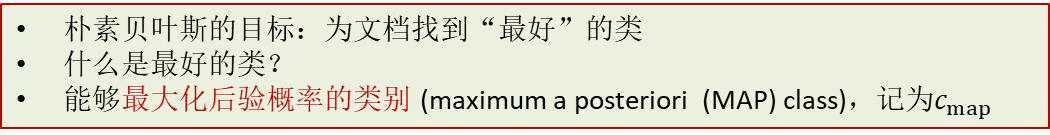 • 朴素贝叶斯的目标：为文档找到“最好”的类
• 什么是最好的类？
• 能够最大化后验概率的类别 (maximum a posteriori (MAP) class)，记为𝑐map